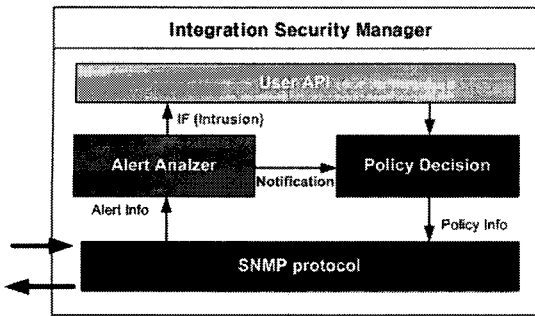 Integration Security Manager
User API
IF (Intrusion)
Alert Analzer
Policy Decision
Notification
Alert Info
Policy Info
SNMP protocol